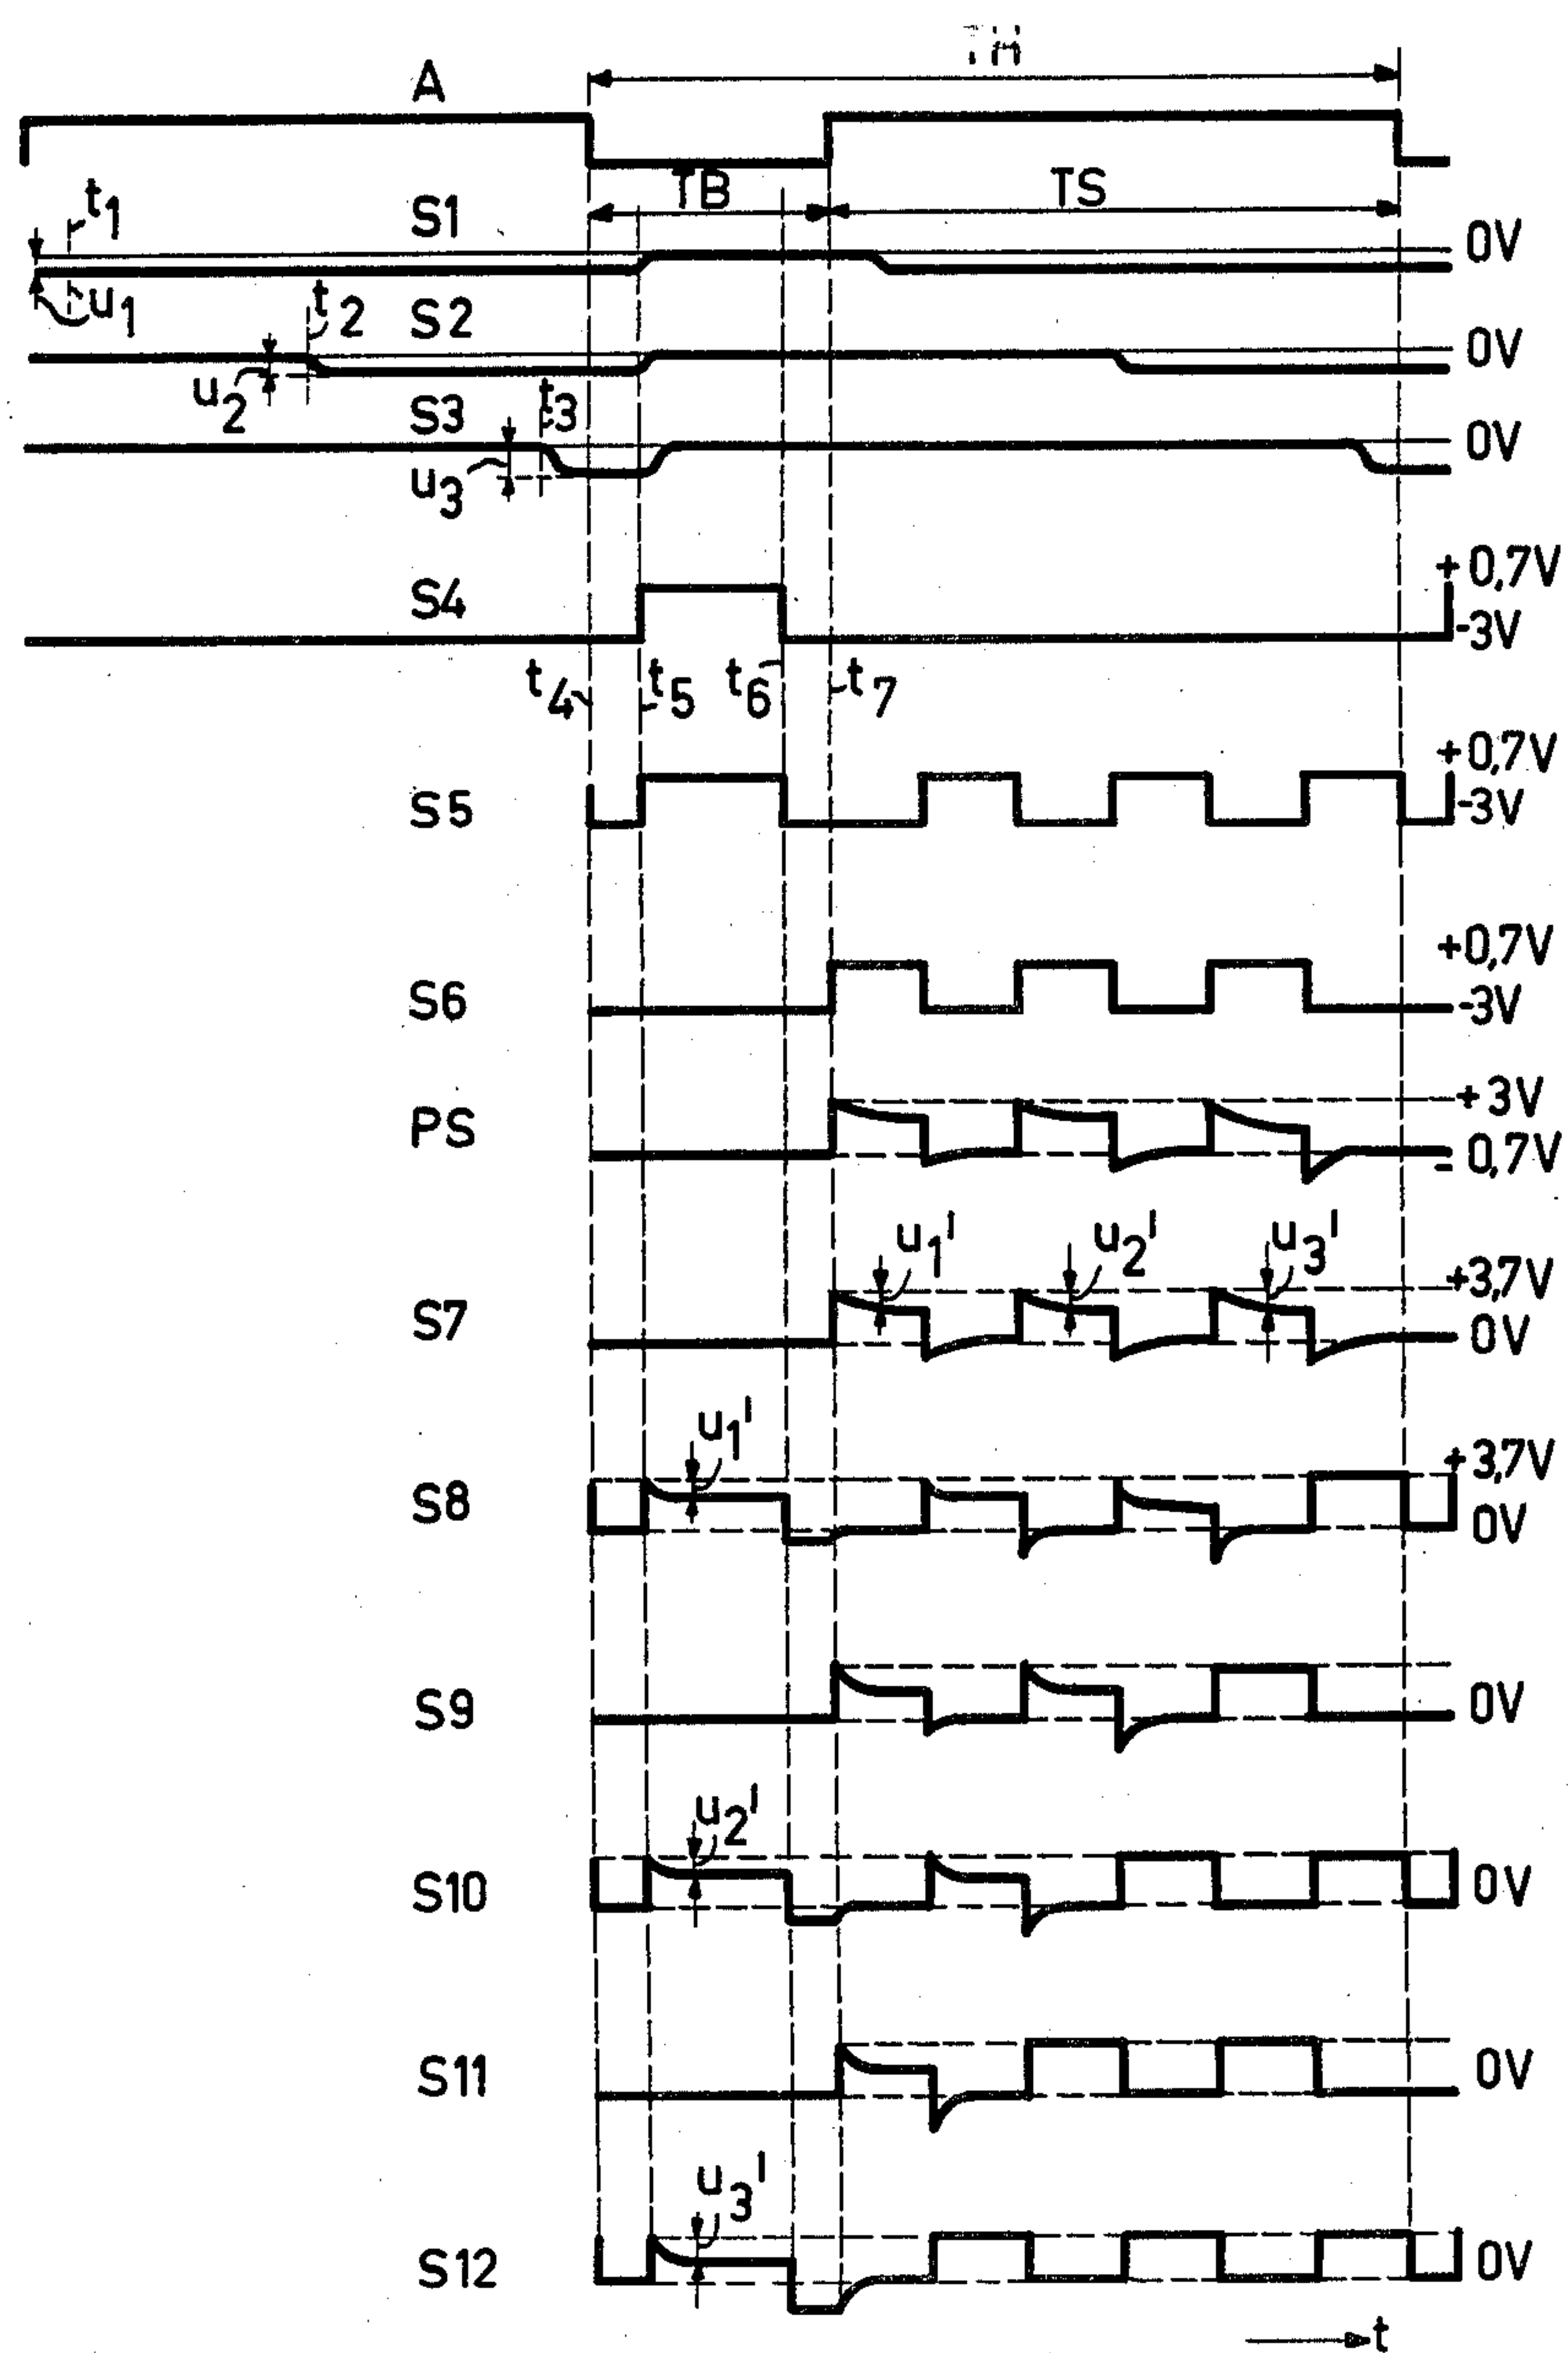 A
TB
TS
t1
S1
0V
u1
t2
S2
0V
u2
t3
S3
0V
u3
+0,7V
S4
-3V
t4
t5
t6
t7
+0,7V
S5
-3V
+0,7V
S6
-3V
+3V
PS
- 0,7V
u1'
u2'
u3'
+3,7V
S7
0V
u1'
+3,7V
S8
0V
S9
0V
u2'
S10
0V
S11
0V
u3'
S12
0V
t